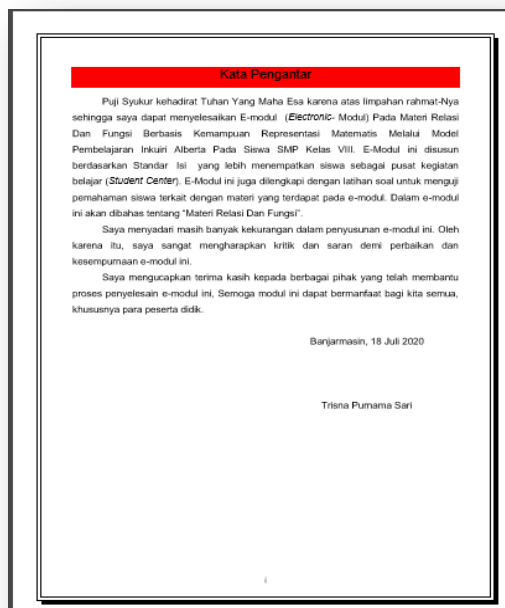 Kata Pengantar
Puji Syukur kehadirat Tuhan Yang Maha Esa karena atas limpahan rahmat-Nya
sehingga saya dapat menyelesaikan E-modul (Electronic- Modul) Pada Materi Relasi
Dan Fungsi Berbasis Kemampuan Representasi Matematis Melalui Model
Pembelajaran Inkuiri Alberta Pada Siswa SMP Kelas VIII. E-Modul ini disusun
berdasarkan Standar Isi yang lebih menempatkan siswa sebagai pusat kegiatan
belajar (Student Center). E-Modul ini juga dilengkapi dengan latihan soal untuk menguji
pemahaman siswa terkait dengan materi yang terdapat pada e-modul. Dalam e-modul
ini akan dibahas tentang “Materi Relasi Dan Fungsi”.
Saya menyadari masih banyak kekurangan dalam penyusunan e-modul ini. Oleh
karena itu, saya sangat mengharapkan kritik dan saran demi perbaikan dan
kesempurnaan e-modul ini.
Saya mengucapkan terima kasih kepada berbagai pihak yang telah membantu
proses penyelesain e-modul ini, Semoga modul ini dapat bermanfaat bagi kita semua,
khususnya para peserta didik.
Banjarmasin, 18 Juli 2020
Trisna Purnama Sari
i